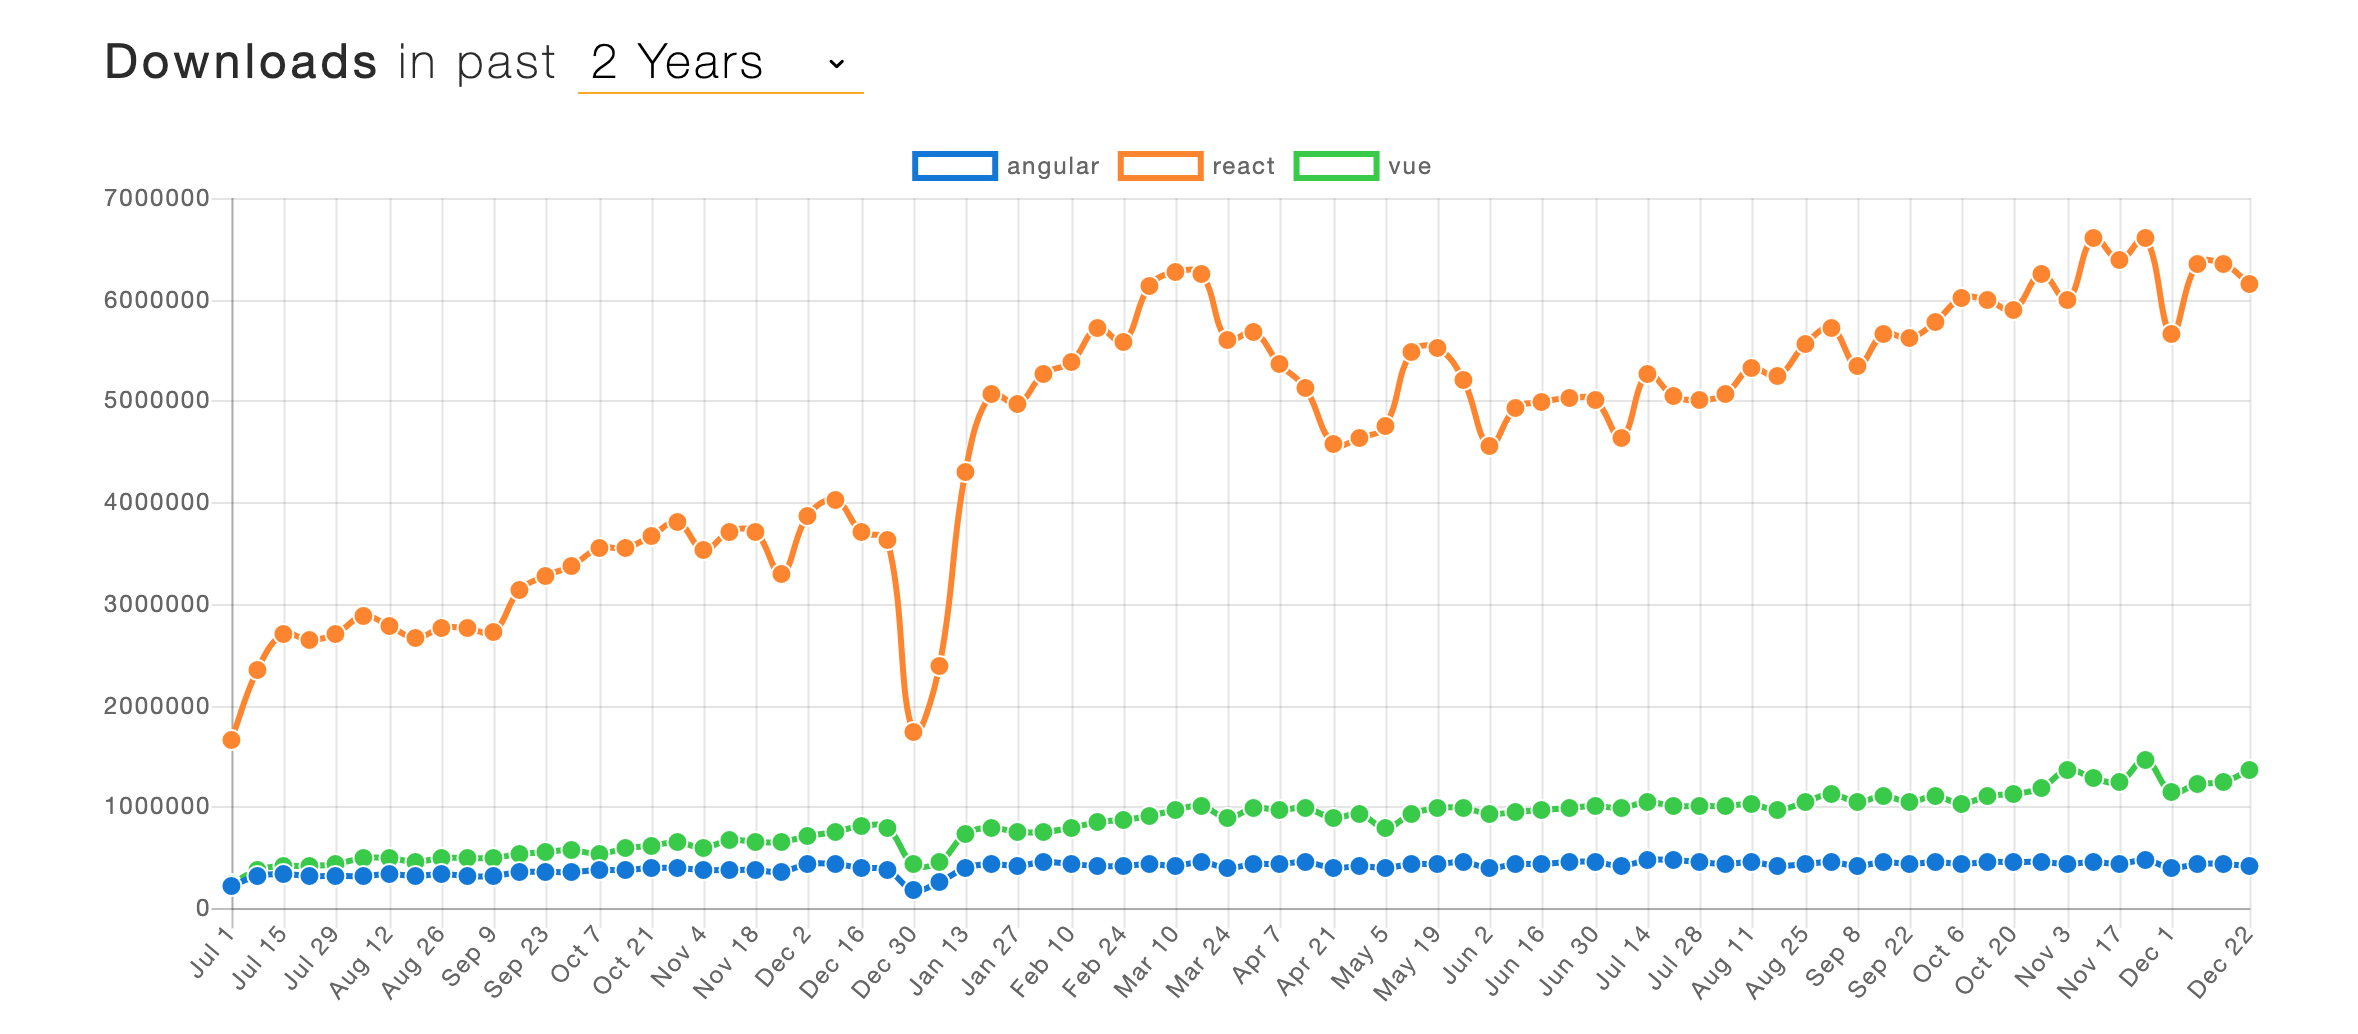 Downloads in past 2 Years
angular react vue
7000000
6000000
5000000
4000000
3000000
2000000
1000000
0
Jul 1 Jul 15 Jul 29 Aug 12 Aug 26 Sep 9 Sep 23 Oct 7 Oct 21 Nov 4 Nov 18 Dec 2 Dec 16 Dec 30 Jan 13 Jan 27 Feb 10 Feb 24 Mar 10 Mar 24 Apr 7 Apr 21 May 5 May 19 Jun 2 Jun 16 Jun 30 Jul 14 Jul 28 Aug 11 Aug 25 Sep 8 Sep 22 Oct 6 Oct 20 Nov 3 Nov 17 Dec 1 Dec 22